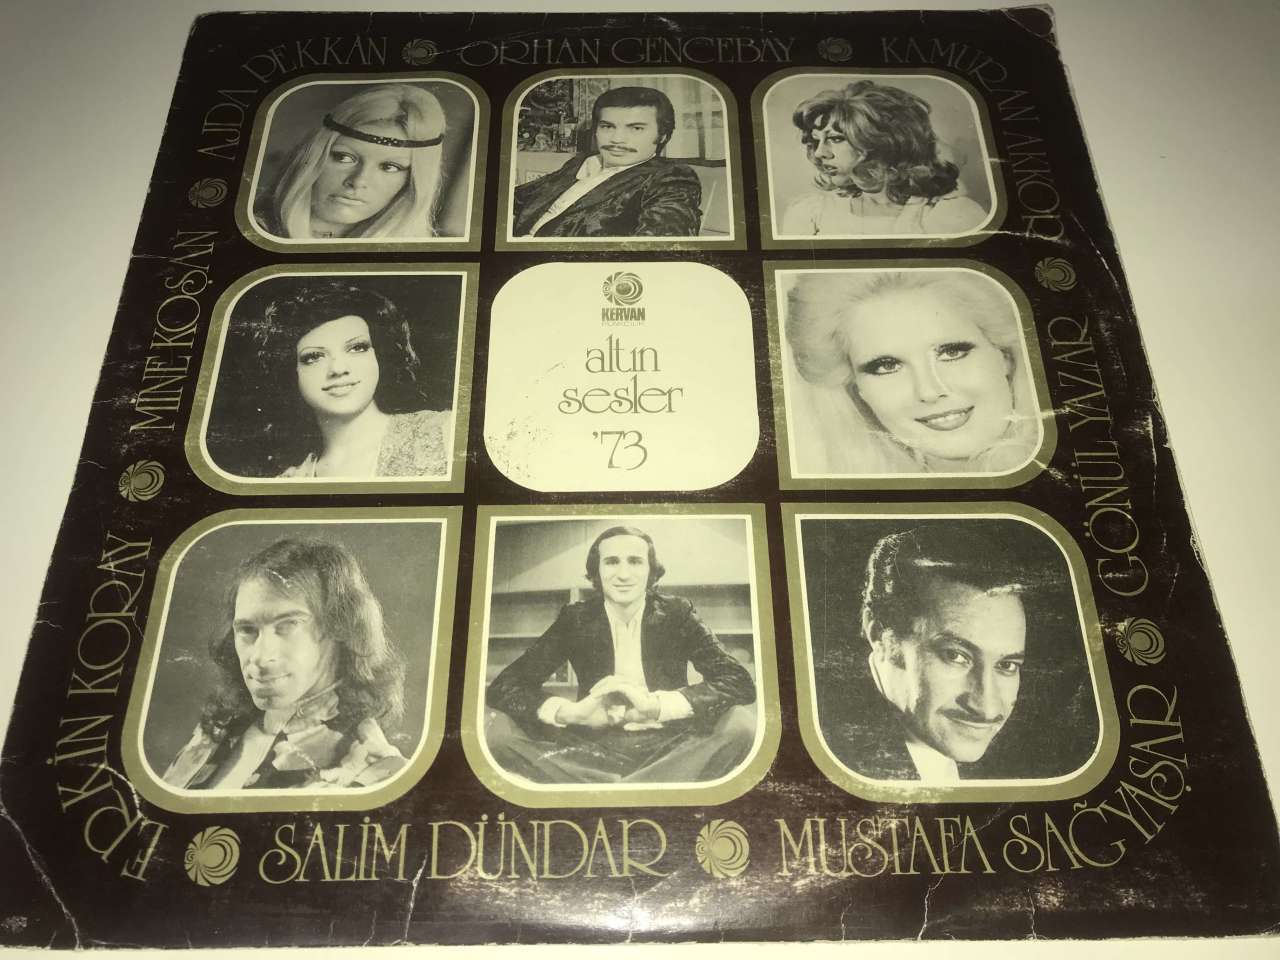 AJDA PEKKAN
ORHAN GENCEBAY
KAMURAN AKKOR
MİNE KOŞAN
KERVAN
PLAKÇILIK
altın
sesler
'73
GÖNÜL YAZAR
ERKİN KORAY
SALİM DÜNDAR
MUSTAFA SAĞYAŞAR